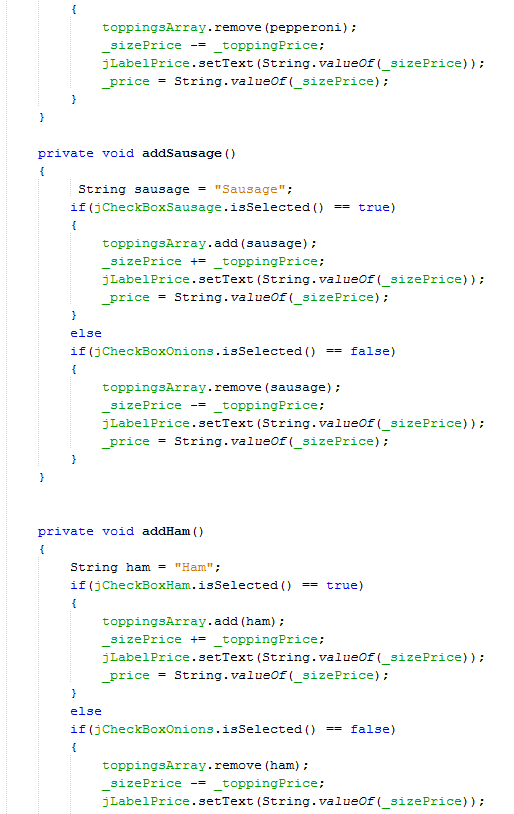 {
toppingsArray.remove(pepperoni);
_sizePrice -= _toppingPrice;
jLabelPrice.setText(String.valueOf(_sizePrice));
_price = String.valueOf(_sizePrice);
}
}
private void addSausage()
{
String sausage = "Sausage";
if(jCheckBoxSausage.isSelected() == true)
{
toppingsArray.add(sausage);
_sizePrice += _toppingPrice;
jLabelPrice.setText(String.valueOf(_sizePrice));
_price = String.valueOf(_sizePrice);
}
else
if(jCheckBoxOnions.isSelected() == false)
{
toppingsArray.remove(sausage);
_sizePrice -= _toppingPrice;
jLabelPrice.setText(String.valueOf(_sizePrice));
_price = String.valueOf(_sizePrice);
}
}
private void addHam()
{
String ham = "Ham";
if(jCheckBoxHam.isSelected() == true)
{
toppingsArray.add(ham);
_sizePrice += _toppingPrice;
jLabelPrice.setText(String.valueOf(_sizePrice));
_price = String.valueOf(_sizePrice);
}
else
if(jCheckBoxOnions.isSelected() == false)
{
toppingsArray.remove(ham);
_sizePrice -= _toppingPrice;
jLabelPrice.setText(String.valueOf(_sizePrice));